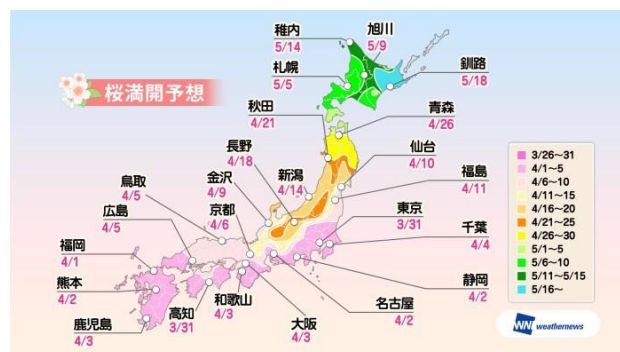 稚内
5/14
旭川
5/9
札幌
5/5
釧路
5/18
桜満開予想
秋田
4/21
青森
4/26
長野
4/18
仙台
4/10
金沢
4/9
新潟
4/14
福島
4/11
鳥取
4/5
京都
4/6
東京
3/31
広島
4/5
千葉
4/4
福岡
4/1
静岡
4/2
熊本
4/2
和歌山
4/3
名古屋
4/2
高知
3/31
鹿児島
4/3
大阪
4/3
3/26〜31
4/1〜5
4/6〜10
4/11〜15
4/16〜20
4/21〜25
4/26〜30
5/1〜5
5/6〜10
5/11〜5/15
5/16〜
WN weathernews